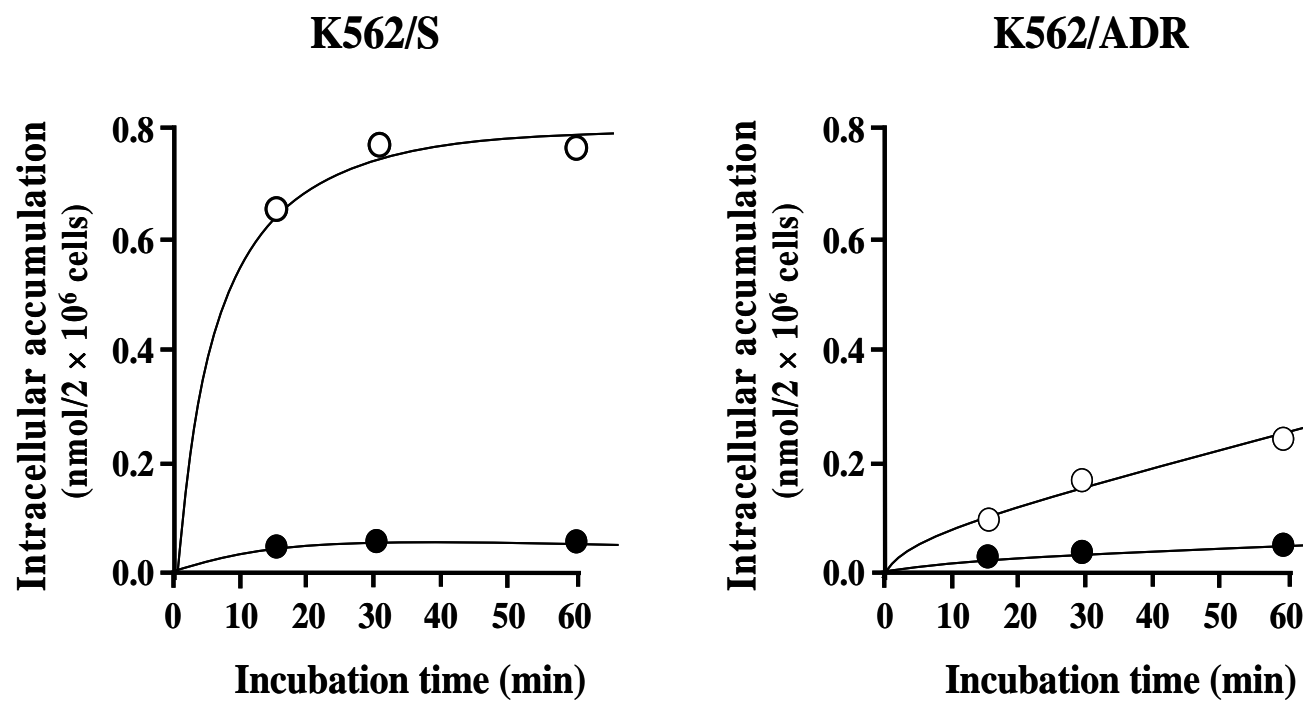 K562/S
Intracellular accumulation
(nmol/2 × 10⁶ cells)
0.8
0.6
0.4
0.2
0.0
0 10 20 30 40 50 60
Incubation time (min)
K562/ADR
Intracellular accumulation
(nmol/2 × 10⁶ cells)
0.8
0.6
0.4
0.2
0.0
0 10 20 30 40 50 60
Incubation time (min)